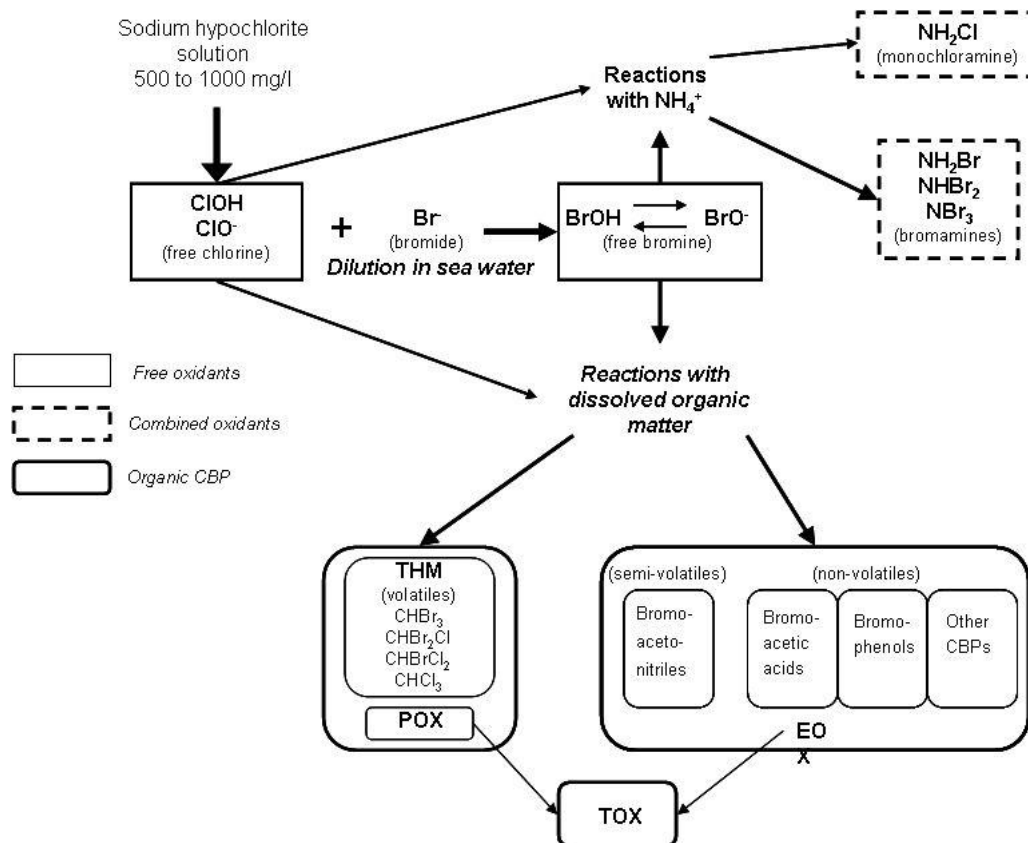 Sodium hypochlorite
solution
500 to 1000 mg/l
NH₂Cl
(monochloramine)
Reactions
with NH₄⁺
NH₂Br
NHBr₂
NBr₃
(bromamines)
ClOH
ClO⁻
(free chlorine)
+
Br⁻
(bromide)
Dilution in sea water
BrOH BrO⁻
(free bromine)
Free oxidants
Combined oxidants
Organic CBP
Reactions with
dissolved organic
matter
THM
(volatiles)
CHBr₃
CHBr₂Cl
CHBrCl₂
CHCl₃
POX
(semi-volatiles) (non-volatiles)
Bromo-
aceto-
nitriles
Bromo-
acetic
acids
Bromo-
phenols
Other
CBPs
EO
X
TOX